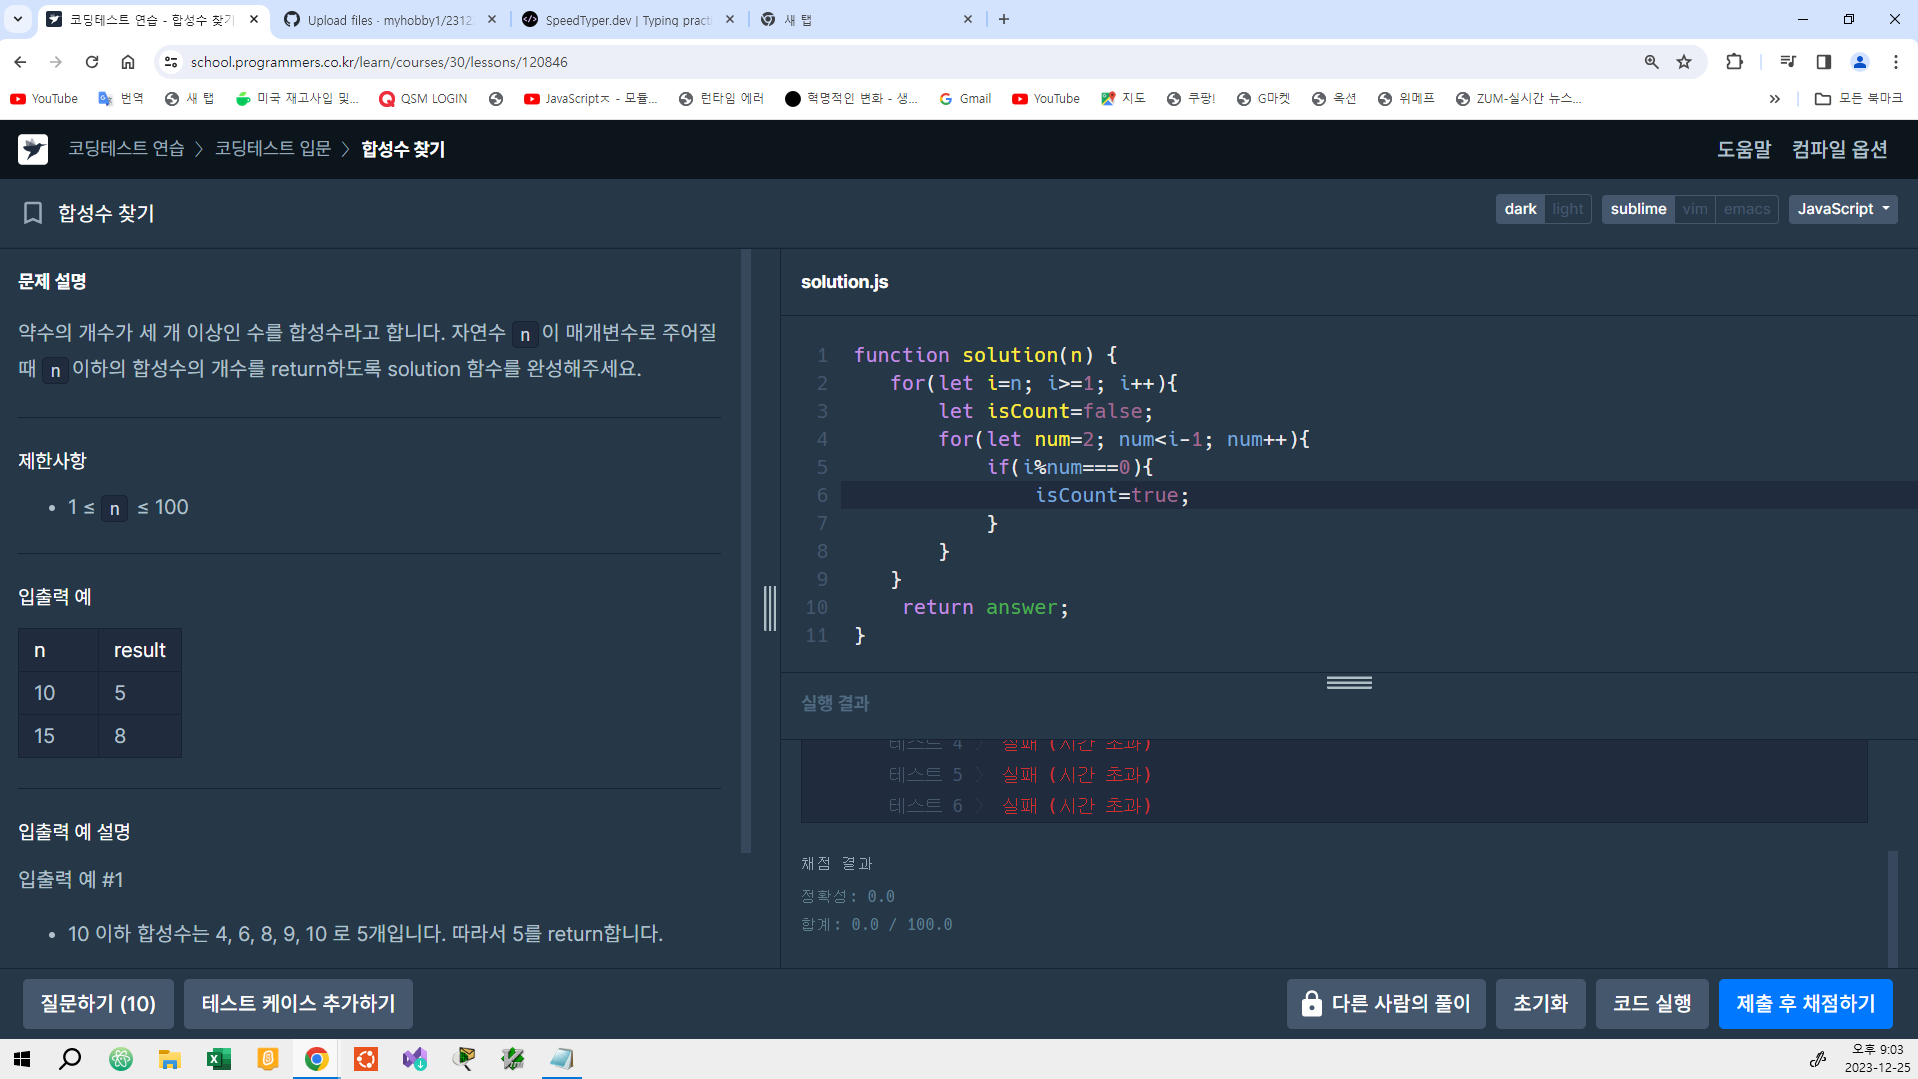 코딩테스트 연습 - 합성수 찾기
Upload files · myhobby1/2312
SpeedTyper.dev | Typing practi
새 탭
school.programmers.co.kr/learn/courses/30/lessons/120846
YouTube
번역
새 탭
미국 재고사입 및...
QSM LOGIN
JavaScriptㅈ - 모듈...
런타임 에러
혁명적인 변화 - 생...
Gmail
YouTube
지도
쿠팡!
G마켓
옥션
위메프
ZUM-실시간 뉴스...
모든 북마크
코딩테스트 연습
코딩테스트 입문
합성수 찾기
도움말
컴파일 옵션
합성수 찾기
dark light
sublime vim emacs
JavaScript
문제 설명
약수의 개수가 세 개 이상인 수를 합성수라고 합니다. 자연수 n이 매개변수로 주어질
때 n이하의 합성수의 개수를 return하도록 solution 함수를 완성해주세요.
제한사항
• 1 ≤ n ≤ 100
입출력 예
n result
10 5
15 8
입출력 예 설명
입출력 예 #1
• 10 이하 합성수는 4, 6, 8, 9, 10 로 5개입니다. 따라서 5를 return합니다.
solution.js
1 function solution(n) {
2 for(let i=n; i>=1; i++){
3 let isCount=false;
4 for(let num=2; num<i-1; num++){
5 if(i%num===0){
6 isCount=true;
7 }
8 }
9 }
10 return answer;
11 }
실행 결과
테스트 4 〉 실패 (시간 초과)
테스트 5 〉 실패 (시간 초과)
테스트 6 〉 실패 (시간 초과)
채점 결과
정확성: 0.0
합계: 0.0 / 100.0
질문하기 (10)
테스트 케이스 추가하기
다른 사람의 풀이
초기화
코드 실행
제출 후 채점하기
오후 9:03
2023-12-25